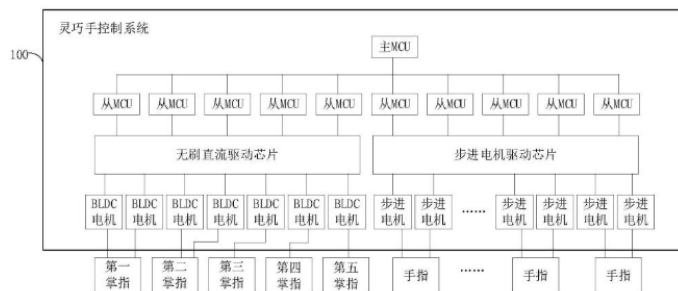 灵巧手控制系统
100
主MCU
从MCU 从MCU 从MCU 从MCU 从MCU 从MCU 从MCU 从MCU 从MCU 从MCU
无刷直流驱动芯片 步进电机驱动芯片
BLDC电机 BLDC电机 BLDC电机 BLDC电机 BLDC电机 BLDC电机 BLDC电机 步进电机 步进电机 …… 步进电机 步进电机 步进电机 步进电机
第一掌指 第二掌指 第三掌指 第四掌指 第五掌指 手指 …… 手指 手指